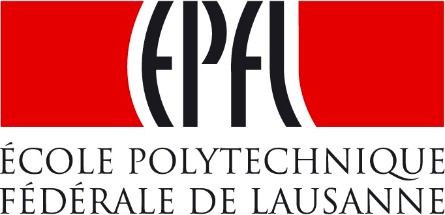 EPFL
ÉCOLE POLYTECHNIQUE
FÉDÉRALE DE LAUSANNE